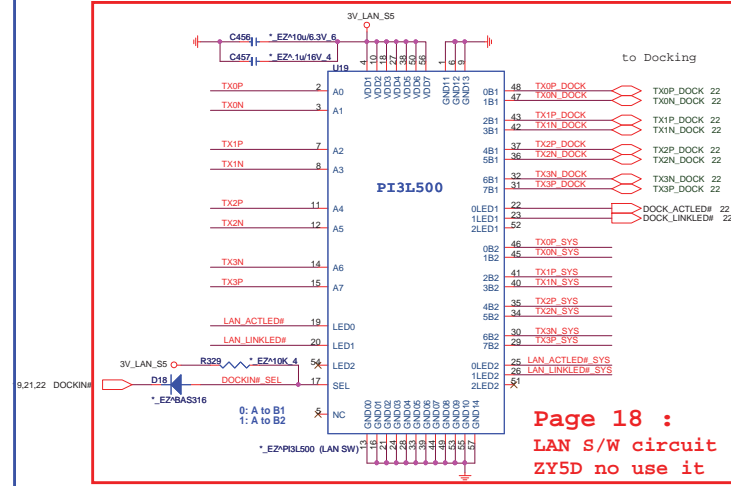 3V_LAN_S5
C456
*_EZ^10u/6.3V_6
C457
*_EZ^.1u/16V_4
U19
4 10 18 27 38 50 56
1 6 9
VDD1 VDD2 VDD3 VDD4 VDD5 VDD6 VDD7
GND11 GND12 GND13
to Docking
TX0P 2 A0
TX0N 3 A1
TX1P 7 A2
TX1N 8 A3
TX2P 11 A4
TX2N 12 A5
TX3N 14 A6
TX3P 15 A7
LAN_ACTLED# 19 LED0
LAN_LINKLED# 20 LED1
54 LED2
3V_LAN_S5 R329 *_EZ^10K_4
9,21,22 DOCKIN# D18 DOCKIN#_SEL 17 SEL
*_EZ^BAS316
0: A to B1
1: A to B2
5 NC
PI3L500
0B1 48 TX0P_DOCK TX0P_DOCK 22
1B1 47 TX0N_DOCK TX0N_DOCK 22
2B1 43 TX1P_DOCK TX1P_DOCK 22
3B1 42 TX1N_DOCK TX1N_DOCK 22
4B1 37 TX2P_DOCK TX2P_DOCK 22
5B1 36 TX2N_DOCK TX2N_DOCK 22
6B1 32 TX3N_DOCK TX3N_DOCK 22
7B1 31 TX3P_DOCK TX3P_DOCK 22
0LED1 22 DOCK_ACTLED# 22
1LED1 23 DOCK_LINKLED# 22
2LED1 52
0B2 46 TX0P_SYS
1B2 45 TX0N_SYS
2B2 41 TX1P_SYS
3B2 40 TX1N_SYS
4B2 35 TX2P_SYS
5B2 34 TX2N_SYS
6B2 30 TX3N_SYS
7B2 29 TX3P_SYS
0LED2 25 LAN_ACTLED#_SYS
1LED2 26 LAN_LINKLED#_SYS
2LED2 51
GND00 GND01 GND02 GND03 GND04 GND05 GND06 GND07 GND08 GND09 GND10 GND14
*_EZ^PI3L500 (LAN SW)
13 16 21 24 28 33 39 44 49 53 55 57
Page 18 :
LAN S/W circuit
ZY5D no use it